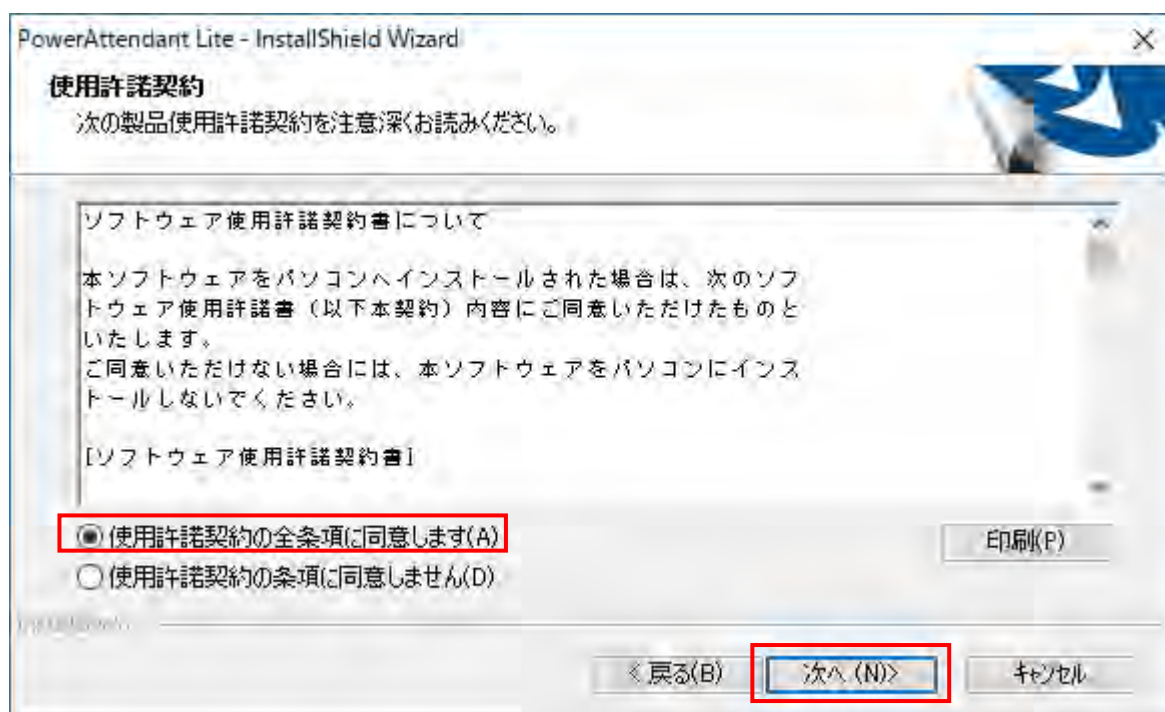 PowerAttendant Lite - InstallShield Wizard
使用許諾契約
次の製品使用許諾契約を注意深くお読みください。
ソフトウェア使用許諾契約書について
本ソフトウェアをパソコンへインストールされた場合は、次のソフ
トウェア使用許諾書（以下本契約）内容にご同意いただけたものと
いたします。
ご同意いただけない場合には、本ソフトウェアをパソコンにインス
トールしないでください。
[ソフトウェア使用許諾契約書]
使用許諾契約の全条項に同意します(A)
印刷(P)
使用許諾契約の条項に同意しません(D)
InstallShield
< 戻る(B)
次へ(N)>
キャンセル